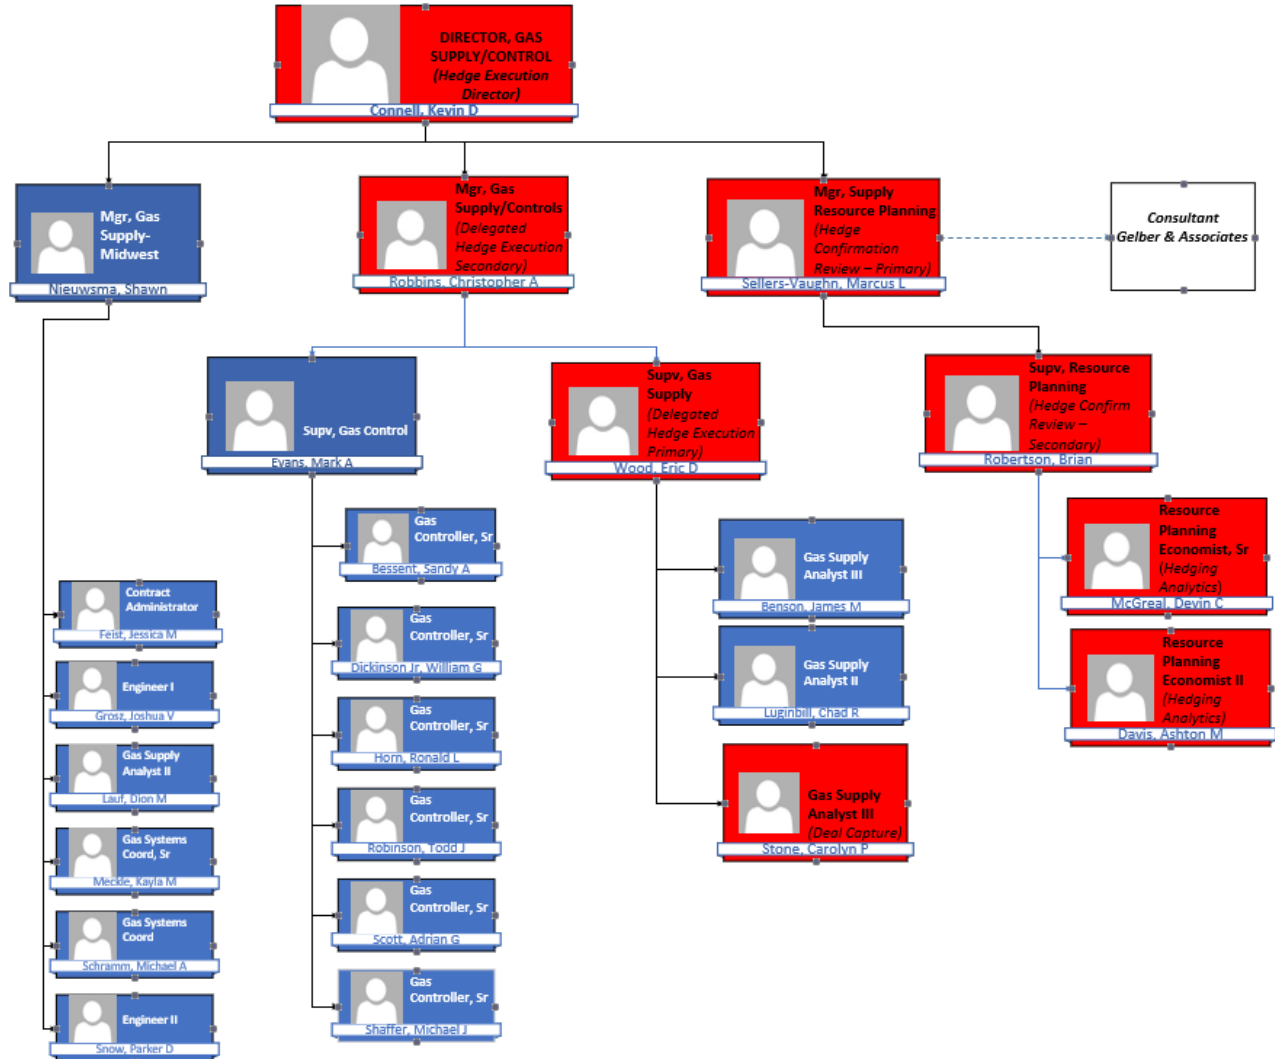 DIRECTOR, GAS
SUPPLY/CONTROL
(Hedge Execution
Director)
Connell, Kevin D
Mgr, Gas
Supply-
Midwest
Nieuwsma, Shawn
Mgr, Gas
Supply/Controls
(Delegated
Hedge Execution
Secondary)
Robbins, Christopher A
Mgr, Supply
Resource Planning
(Hedge
Confirmation
Review – Primary)
Sellers-Vaughn, Marcus L
Consultant
Gelber & Associates
Supv, Gas Control
Evans, Mark A
Supv, Gas
Supply
(Delegated
Hedge Execution
Primary)
Wood, Eric D
Supv, Resource
Planning
(Hedge Confirm
Review –
Secondary)
Robertson, Brian
Contract
Administrator
Feist, Jessica M
Engineer I
Grosz, Joshua V
Gas Supply
Analyst II
Lauf, Dion M
Gas Systems
Coord, Sr
Meckle, Kayla M
Gas Systems
Coord
Schramm, Michael A
Engineer II
Snow, Parker D
Gas
Controller, Sr
Bessent, Sandy A
Gas
Controller, Sr
Dickinson Jr, William G
Gas
Controller, Sr
Horn, Ronald L
Gas
Controller, Sr
Robinson, Todd J
Gas
Controller, Sr
Scott, Adrian G
Gas
Controller, Sr
Shaffer, Michael J
Gas Supply
Analyst III
Benson, James M
Gas Supply
Analyst II
Luginbill, Chad R
Gas Supply
Analyst III
(Deal Capture)
Stone, Carolyn P
Resource
Planning
Economist, Sr
(Hedging
Analytics)
McGreal, Devin C
Resource
Planning
Economist II
(Hedging
Analytics)
Davis, Ashton M